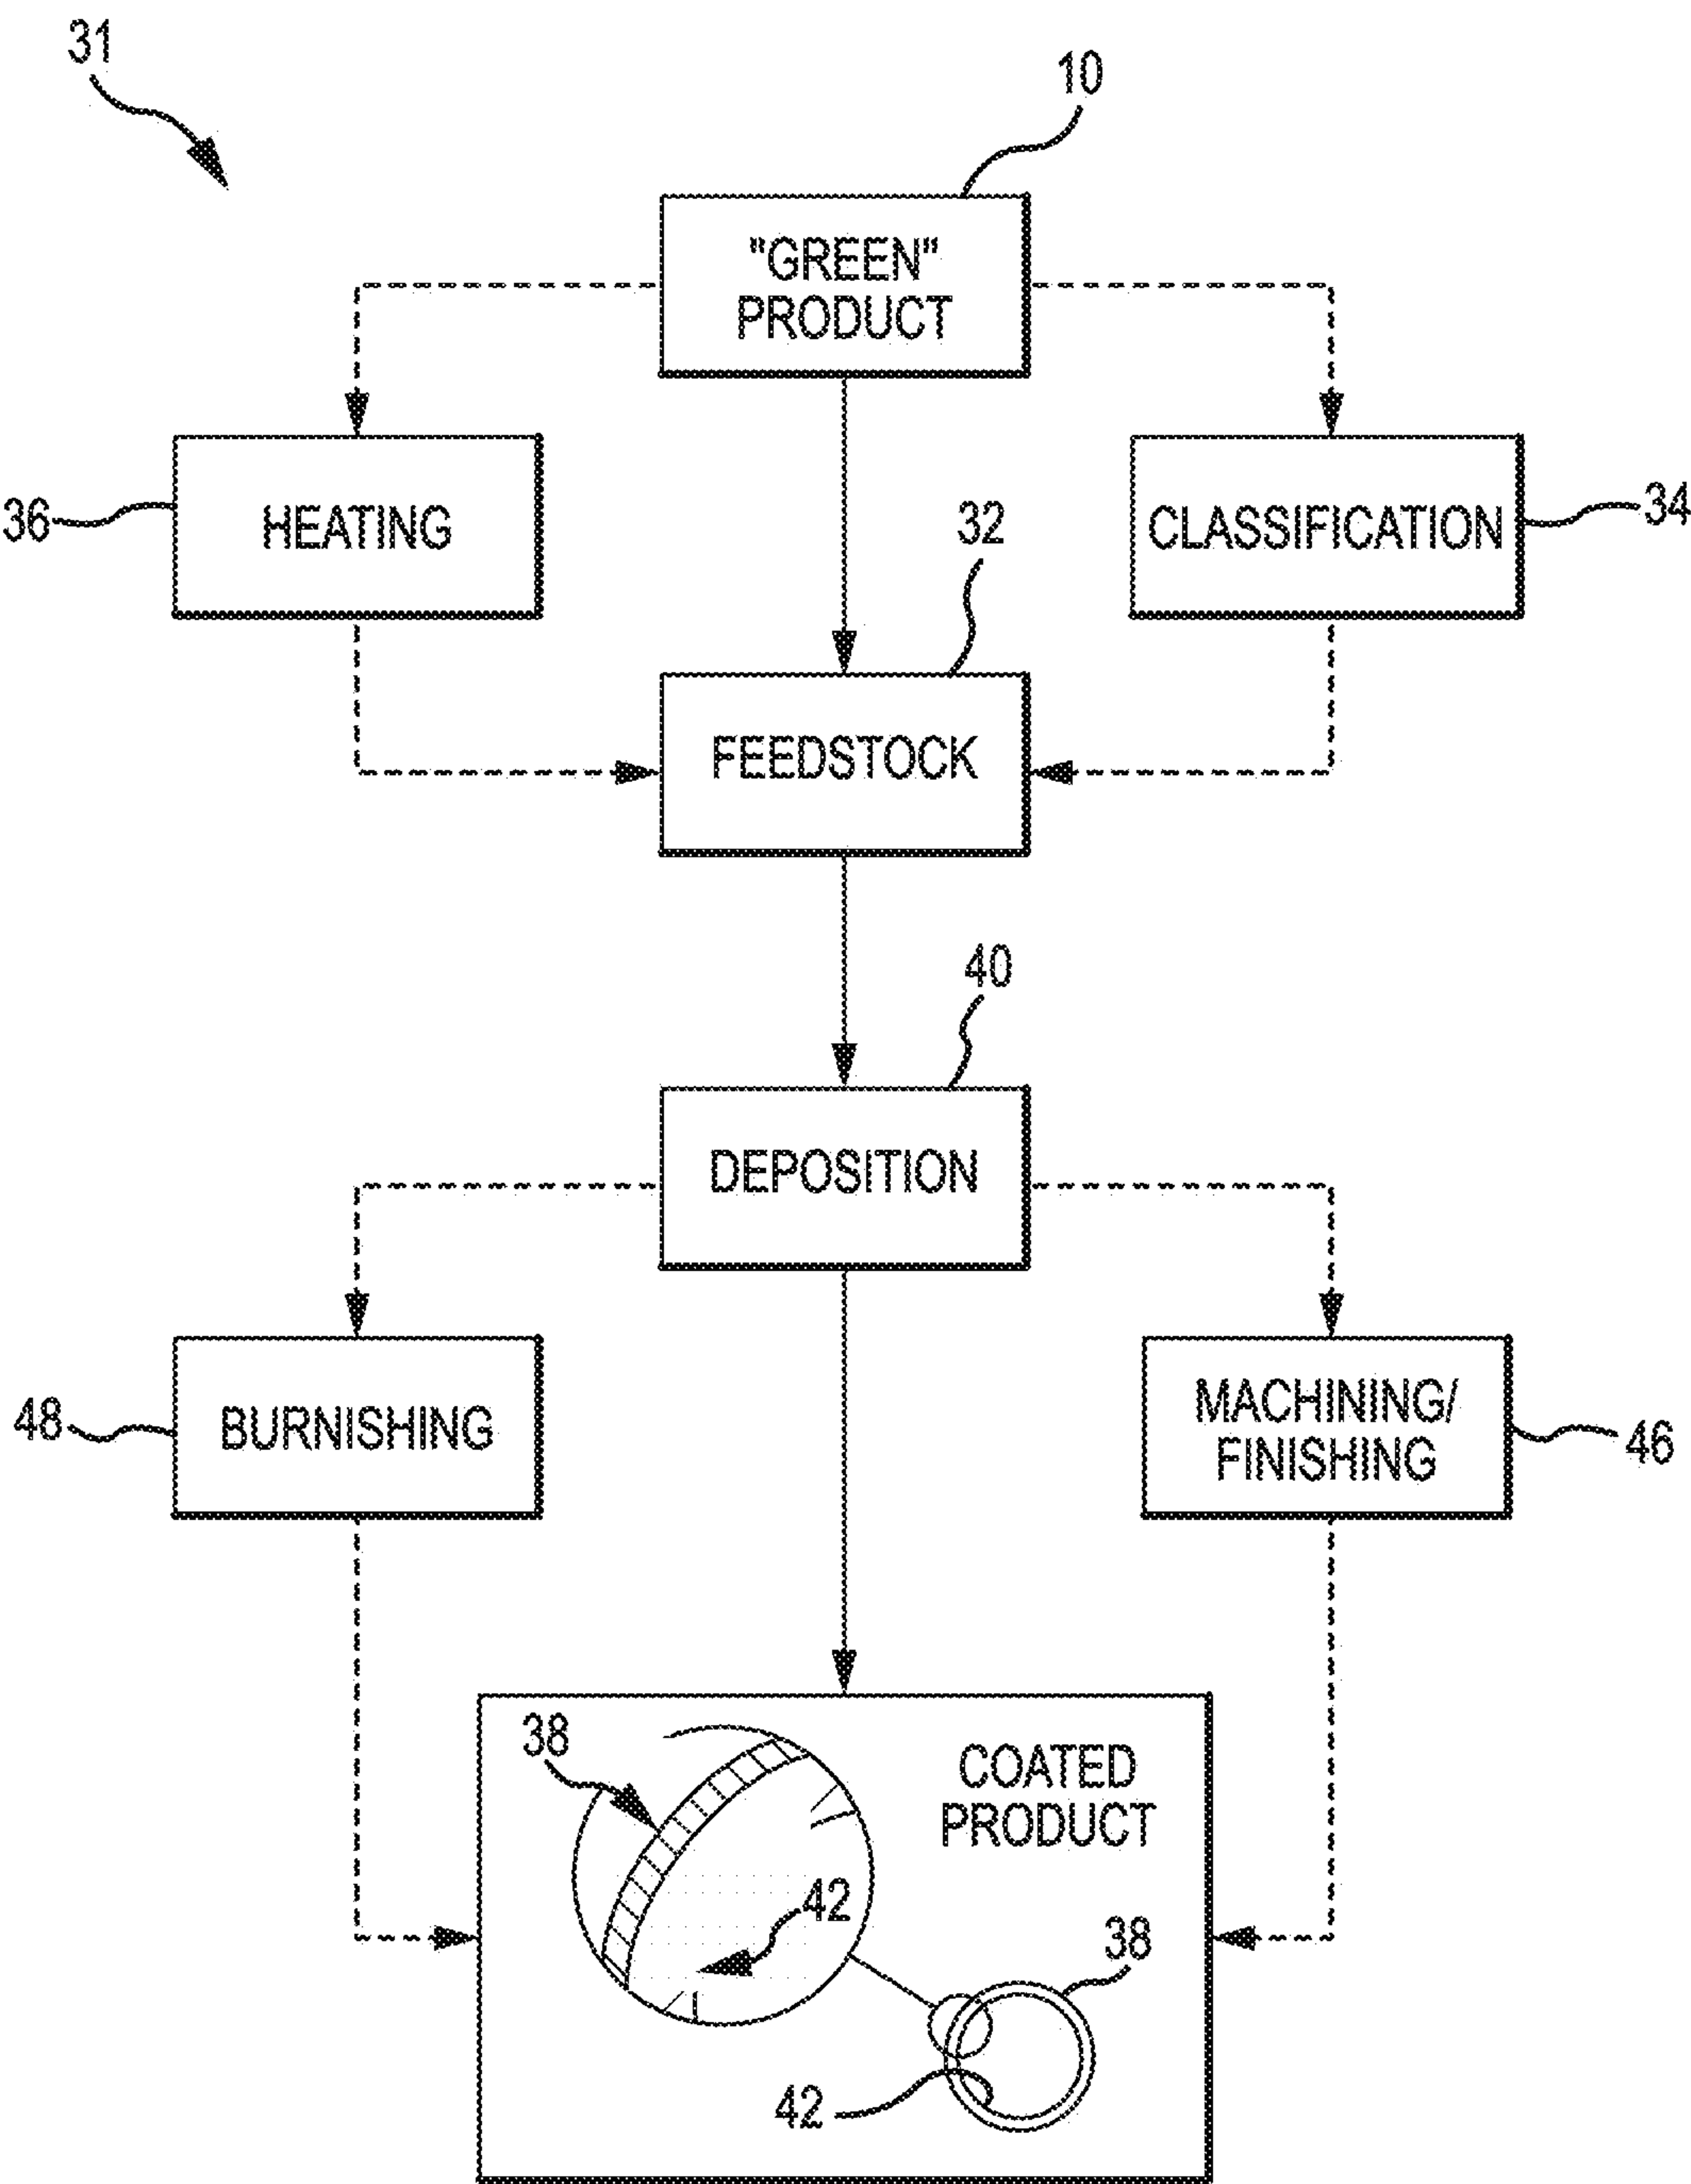 31
10
"GREEN"
PRODUCT
36
HEATING
32
CLASSIFICATION
34
FEEDSTOCK
40
DEPOSITION
48
BURNISHING
MACHINING/
FINISHING
46
38
COATED
PRODUCT
42
38
42